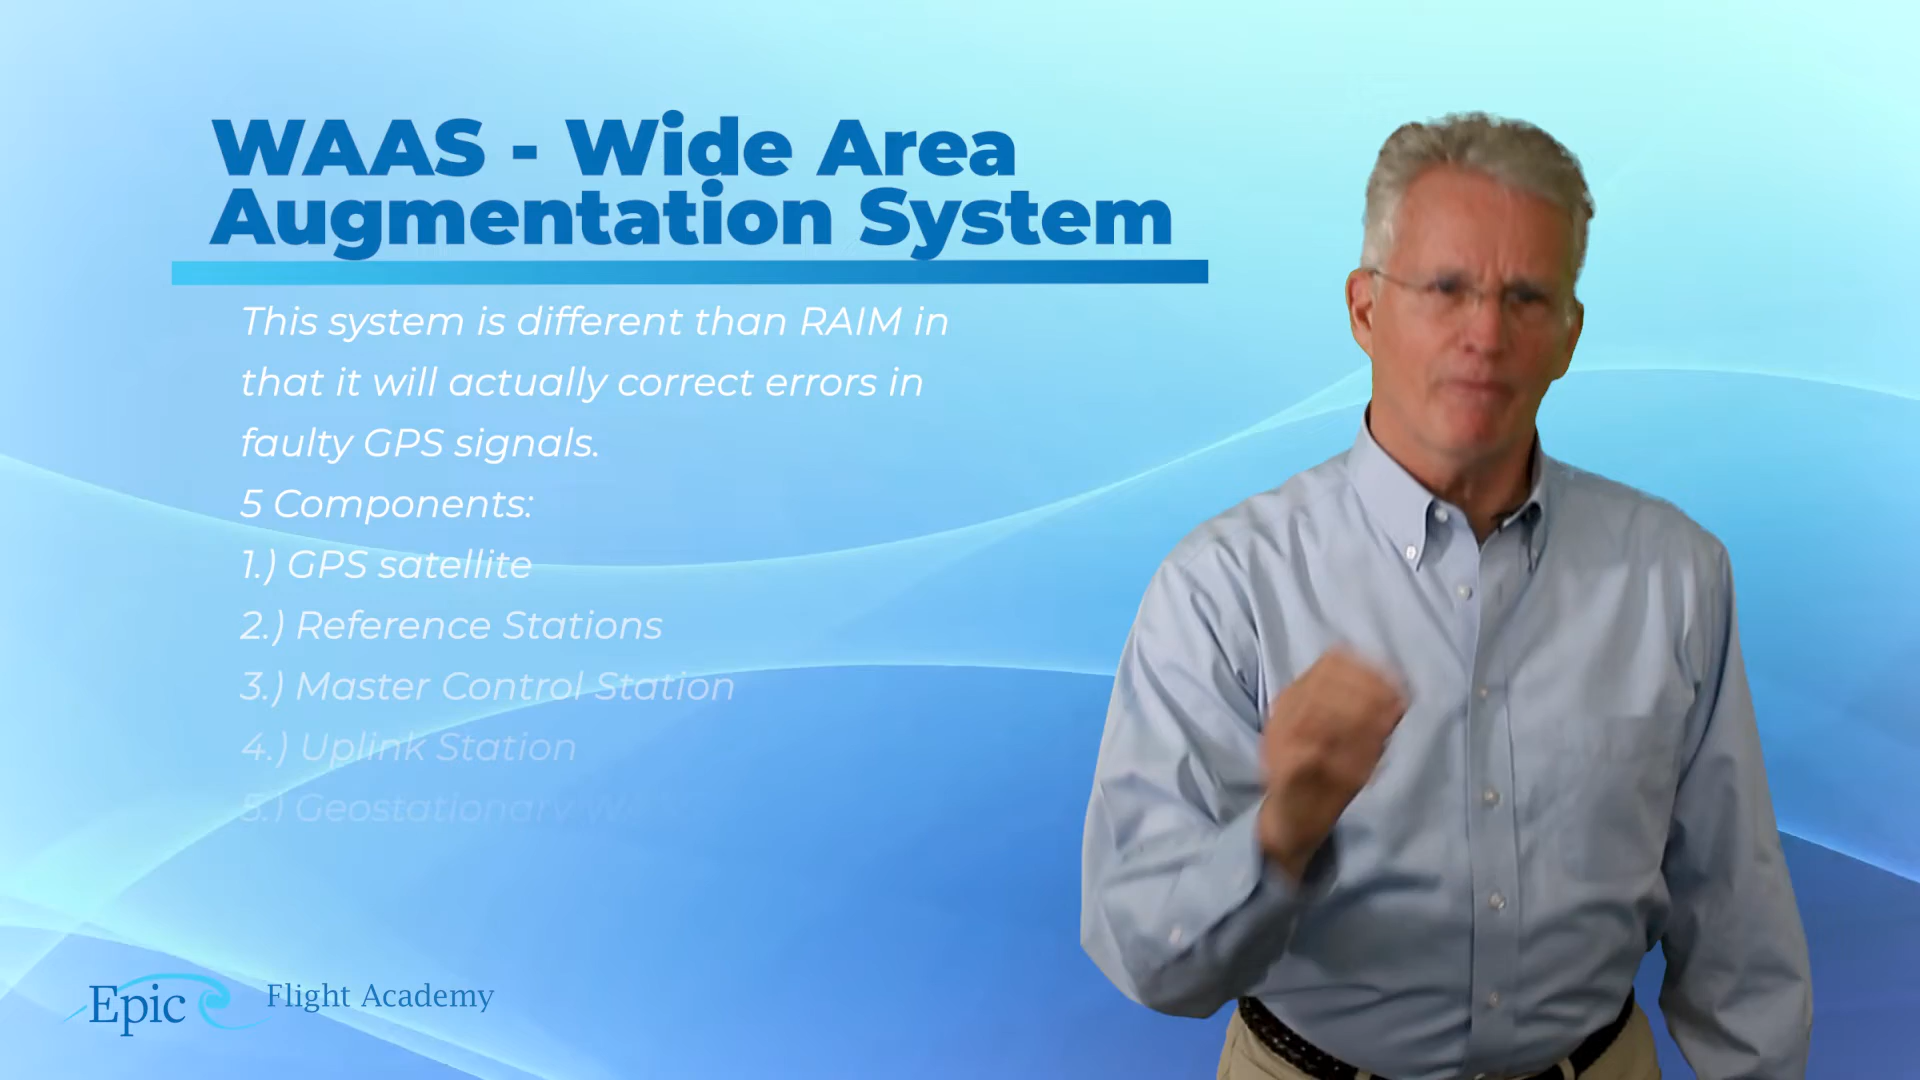 WAAS - Wide Area
Augmentation System
This system is different than RAIM in
that it will actually correct errors in
faulty GPS signals.
5 Components:
1.) GPS satellite
2.) Reference Stations
3.) Master Control Station
4.) Uplink Station
5.) Geostationary
Epic Flight Academy